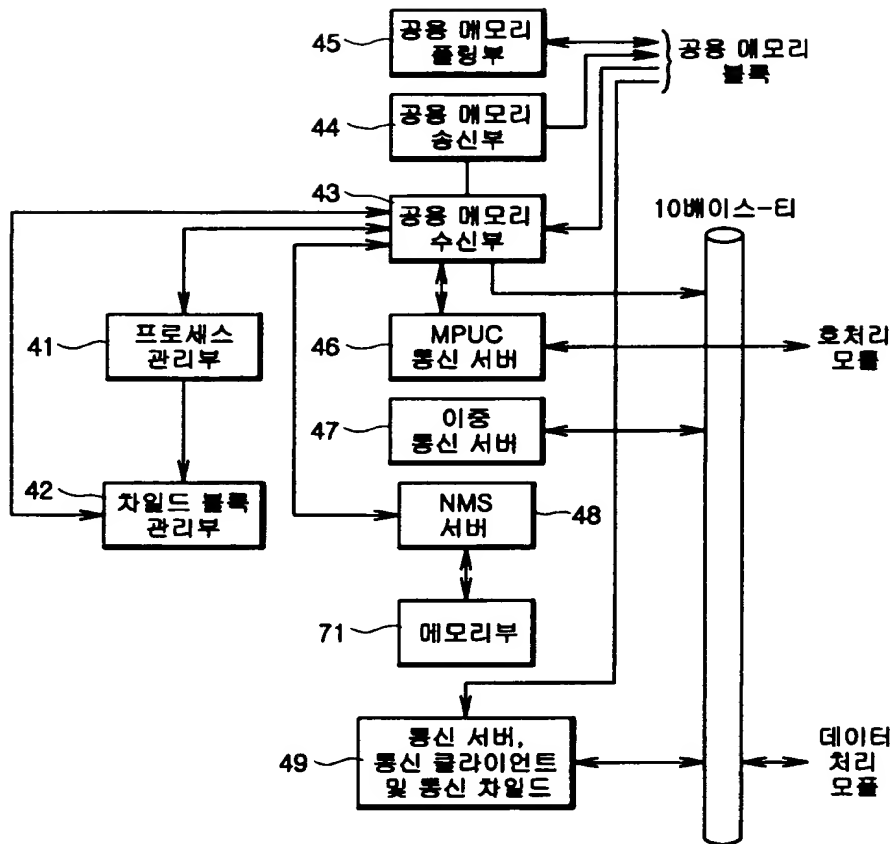 45
공용 메모리
폴링부
공용 메모리
블록
44
공용 메모리
송신부
43
공용 메모리
수신부
10베이스-티
41
프로세스
관리부
46
MPUC
통신 서버
호처리
모듈
47
이중
통신 서버
42
차일드 블록
관리부
NMS
서버
48
71
메모리부
49
통신 서버,
통신 클라이언트
및 통신 차일드
데이터
처리
모듈